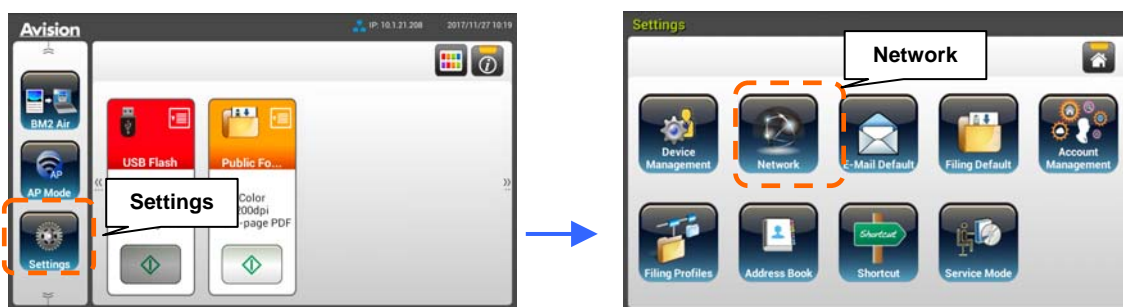 Avision
IP: 10.1.21.208
2017/11/27 10:19
BM2 Air
AP
AP Mode
Settings
USB Flash
Public Fo...
Settings
Color
200dpi
-page PDF
Settings
Network
Device
Management
Network
E-Mail Default
Filing Default
Account
Management
Filing Profiles
Address Book
Shortcut
Shortcut
Service Mode